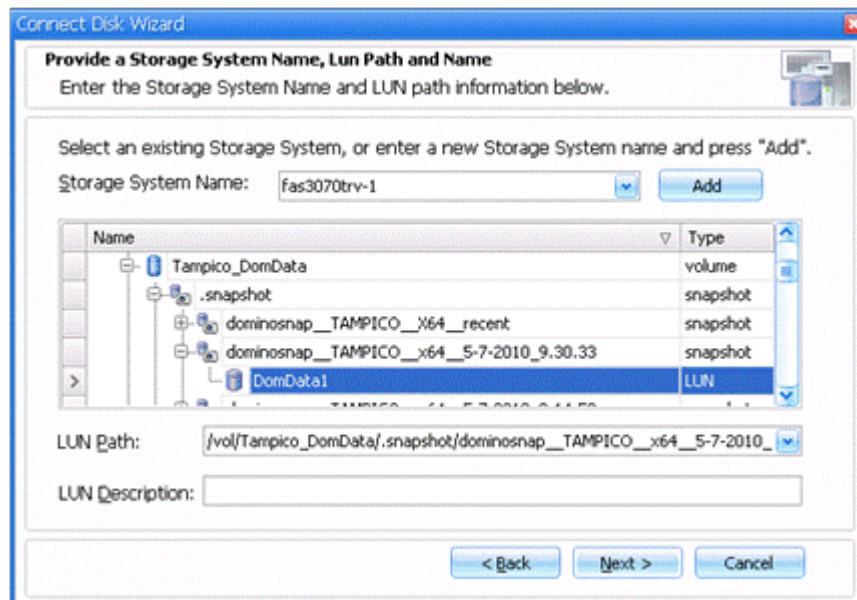 Connect Disk Wizard
Provide a Storage System Name, Lun Path and Name
Enter the Storage System Name and LUN path information below.
Select an existing Storage System, or enter a new Storage System name and press "Add".
Storage System Name: fas3070trv-1 Add
Name Type
Tampico_DomData volume
.snapshot snapshot
dominosnap__TAMPICO__X64__recent snapshot
dominosnap__TAMPICO__x64__5-7-2010_9.30.33 snapshot
DomData1 LUN
LUN Path: /vol/Tampico_DomData/.snapshot/dominosnap__TAMPICO__x64__5-7-2010_
LUN Description:
< Back Next > Cancel